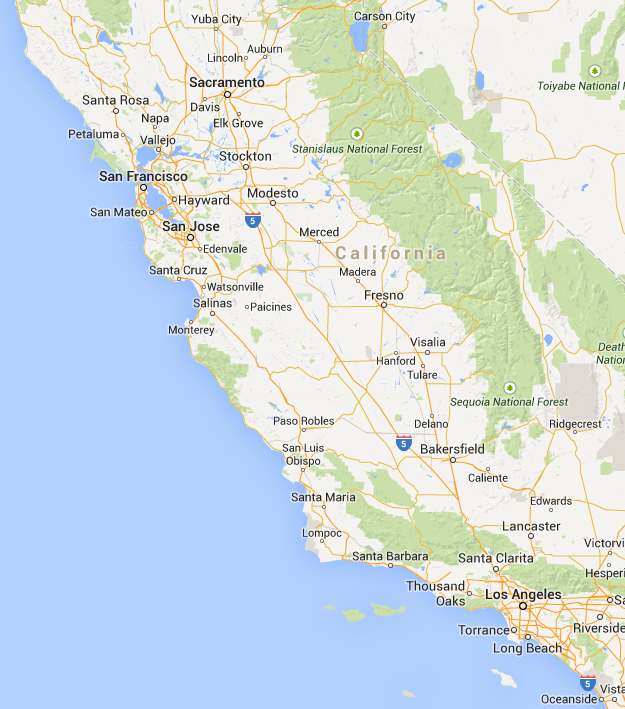 Yuba City
Carson City
Auburn
Lincoln
Toiyabe National F
Sacramento
Santa Rosa
Davis
Napa
Elk Grove
Petaluma
Vallejo
Stanislaus National Forest
Stockton
San Francisco
Modesto
Hayward
San Mateo
5
San Jose
Merced
Edenvale
California
Santa Cruz
Madera
Watsonville
Fresno
Salinas
Paicines
Monterey
Visalia
Death
Nation
Hanford
Tulare
Sequoia National Forest
Paso Robles
Delano
Ridgecrest
5
San Luis
Obispo
Bakersfield
Caliente
Santa Maria
Edwards
Lancaster
Lompoc
Victorvi
Santa Barbara
Santa Clarita
Hesperi
Thousand
Oaks
Los Angeles
Sa
Torrance
Riverside
Long Beach
5
Vista
Oceanside